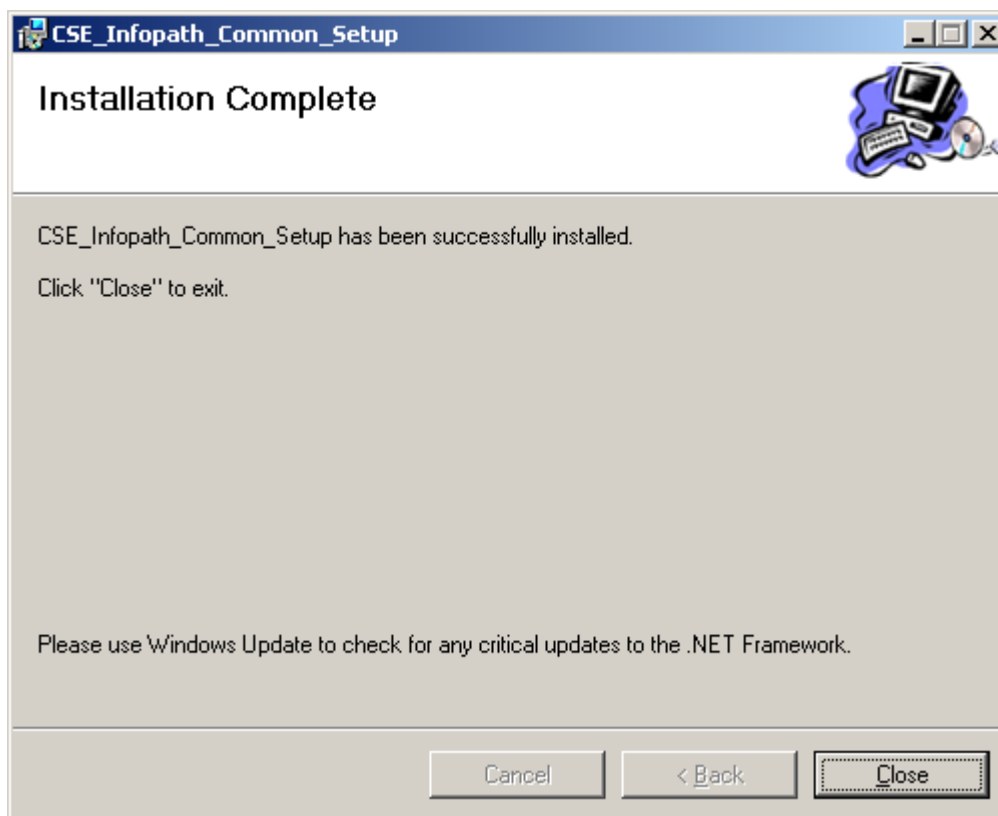 CSE_Infopath_Common_Setup
Installation Complete
CSE_Infopath_Common_Setup has been successfully installed.
Click "Close" to exit.
Please use Windows Update to check for any critical updates to the .NET Framework.
Cancel
< Back
Close